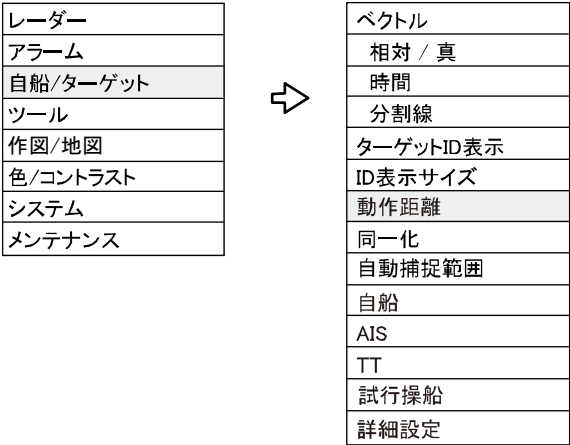 レーダー
アラーム
自船/ターゲット
ツール
作図/地図
色/コントラスト
システム
メンテナンス
ベクトル
相対 / 真
時間
分割線
ターゲットID表示
ID表示サイズ
動作距離
同一化
自動捕捉範囲
自船
AIS
TT
試行操船
詳細設定